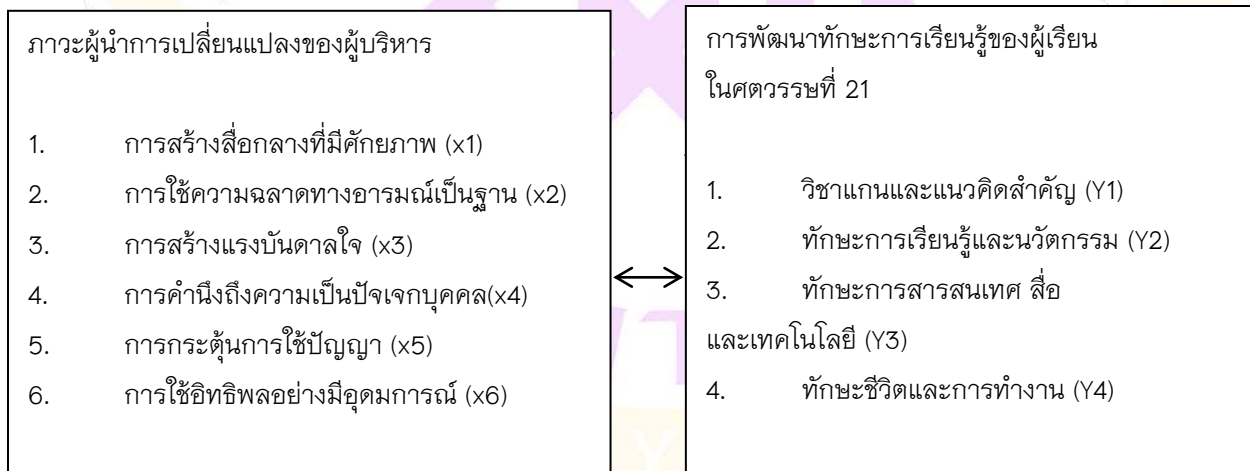 ภาวะผู้นำการเปลี่ยนแปลงของผู้บริหาร
1. การสร้างสื่อกลางที่มีศักยภาพ (x1)
2. การใช้ความฉลาดทางอารมณ์เป็นฐาน (x2)
3. การสร้างแรงบันดาลใจ (x3)
4. การคำนึงถึงความเป็นปัจเจกบุคคล(x4)
5. การกระตุ้นการใช้ปัญญา (x5)
6. การใช้อิทธิพลอย่างมีอุดมการณ์ (x6)
การพัฒนาทักษะการเรียนรู้ของผู้เรียน
ในศตวรรษที่ 21
1. วิชาแกนและแนวคิดสำคัญ (Y1)
2. ทักษะการเรียนรู้และนวัตกรรม (Y2)
3. ทักษะการสารสนเทศ สื่อ
และเทคโนโลยี (Y3)
4. ทักษะชีวิตและการทำงาน (Y4)